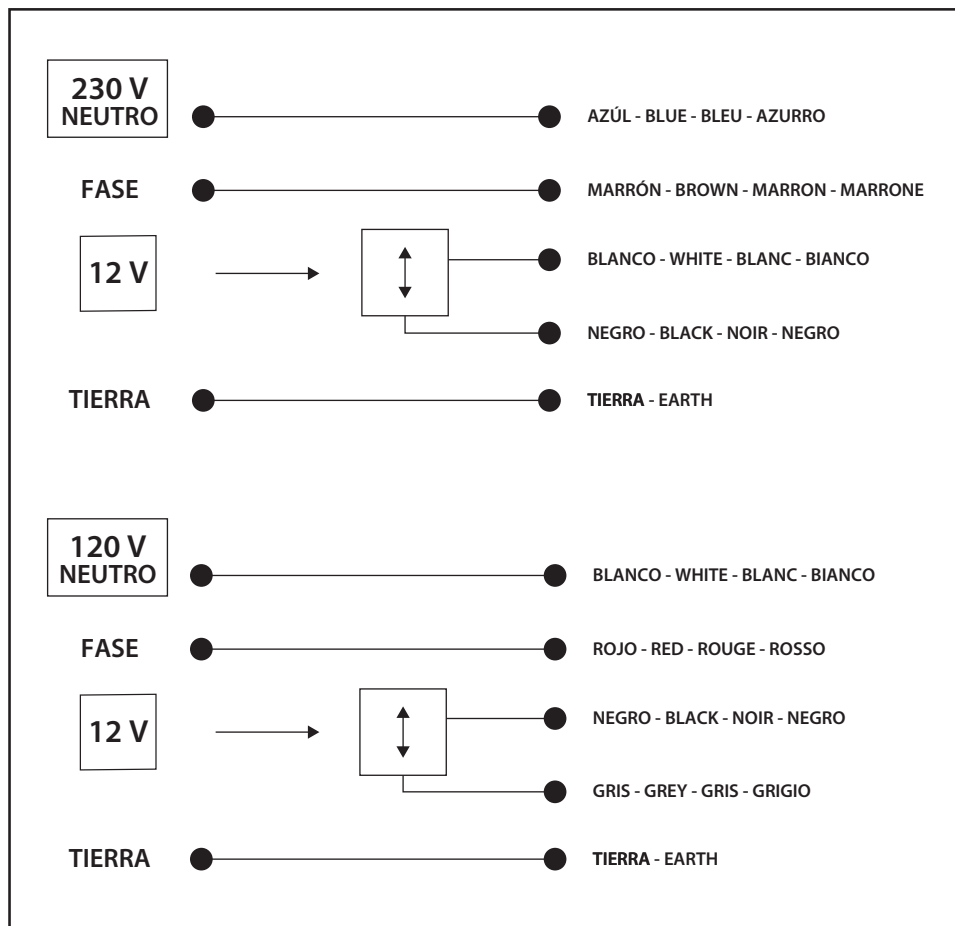 230 V
NEUTRO
AZÚL - BLUE - BLEU - AZURRO
FASE
MARRÓN - BROWN - MARRON - MARRONE
12 V
BLANCO - WHITE - BLANC - BIANCO
NEGRO - BLACK - NOIR - NEGRO
TIERRA
TIERRA - EARTH
120 V
NEUTRO
BLANCO - WHITE - BLANC - BIANCO
FASE
ROJO - RED - ROUGE - ROSSO
12 V
NEGRO - BLACK - NOIR - NEGRO
GRIS - GREY - GRIS - GRIGIO
TIERRA
TIERRA - EARTH